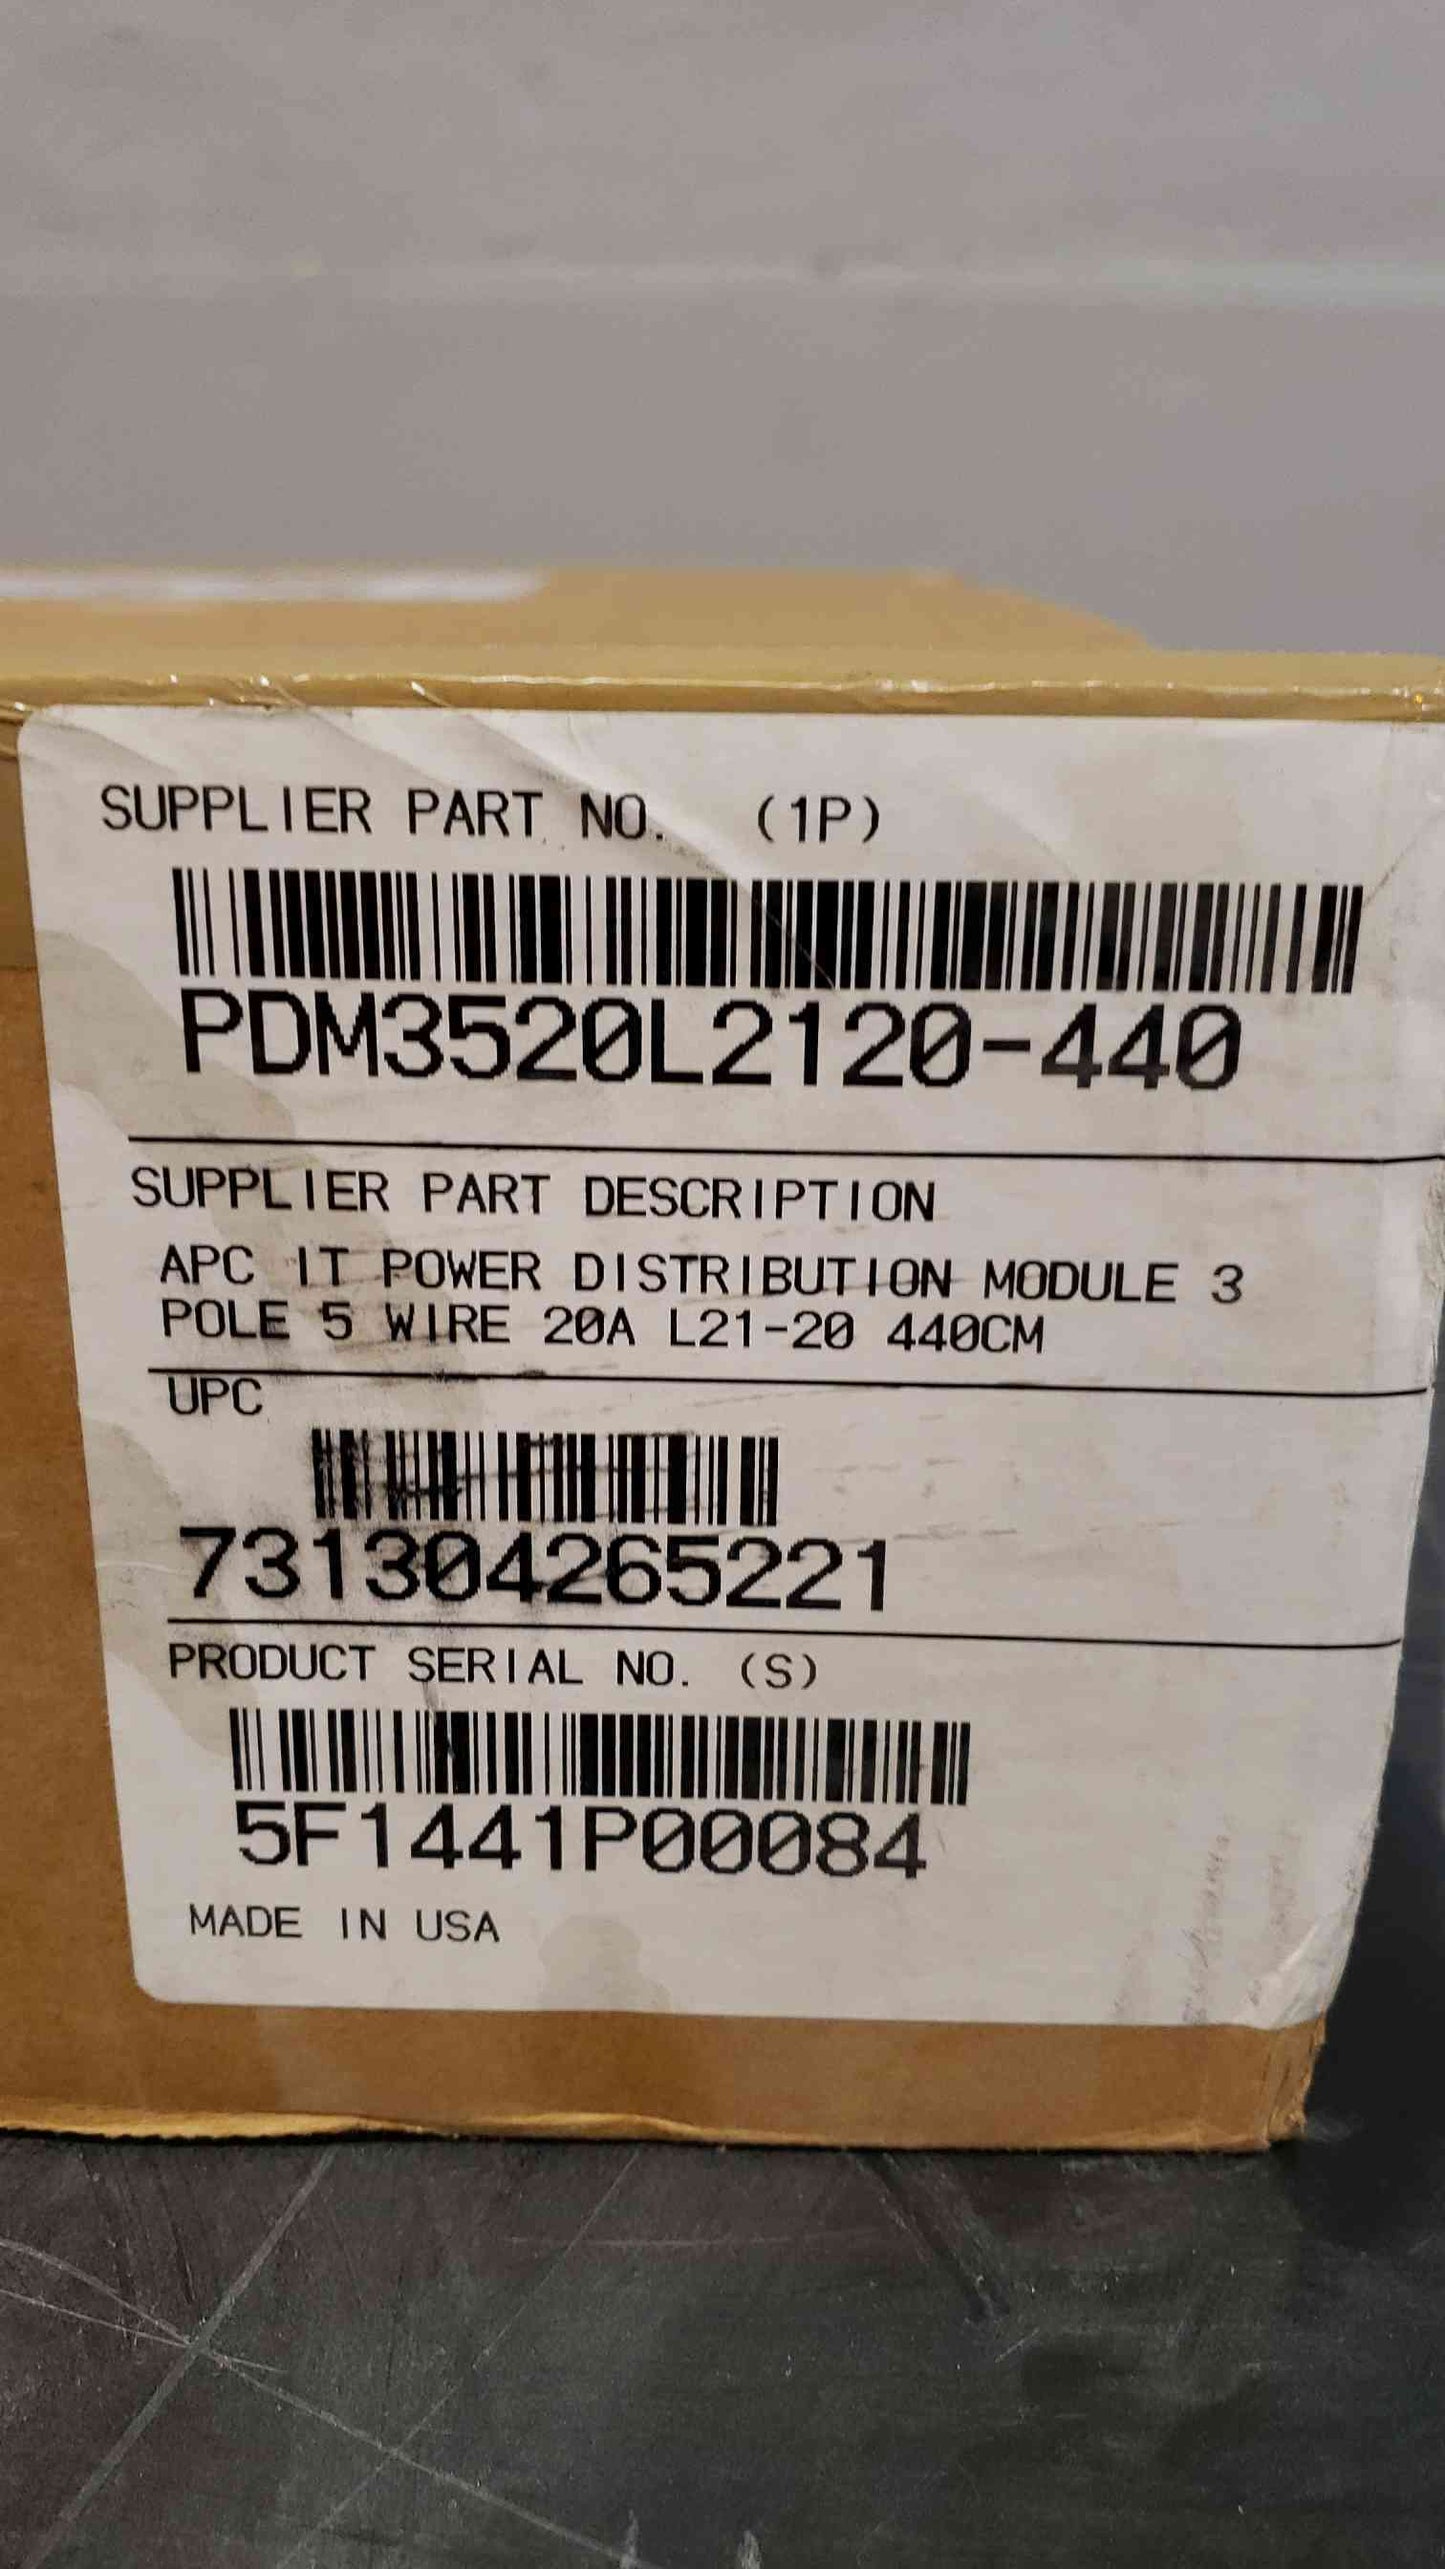 SUPPLIER PART NO. (1P)
PDM3520L2120-440
SUPPLIER PART DESCRIPTION
APC IT POWER DISTRIBUTION MODULE 3
POLE 5 WIRE 20A L21-20 440CM
UPC
731304265221
PRODUCT SERIAL NO. (S)
5F1441P00084
MADE IN USA